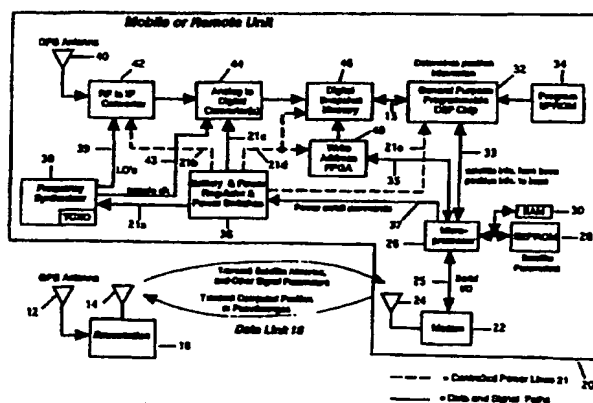 Mobile or Remote Unit
GPS Antenna
40
42
RF to IF
Converter
44
Analog to
Digital
Converter(s)
46
Digital
Snapshot
Memory
Determines position
information
32
General Purpose
Programmable
DSP Chip
34
Program
EPROM
39
LO's
43
sample clk
21b
21c
21d
48
Write
Address
FPGA
21e
33
satellite info. from base
position info. to base
35
38
Frequency
Synthesizer
TCXO
21a
Battery & Power
Regulator &
Power Switches
36
Power on/off commands
37
26
Micro-
processor
RAM
30
EEPROM
28
Satellite
Parameters
25
Serial
I/O
GPS Antenna
12
14
Transmit Satellite Almanac,
and Other Signal Parameters
Transmit Computed Position
or Pseudoranges
Data Link 16
24
Modem
22
10
20
= Controlled Power Lines 21
= Data and Signal Paths